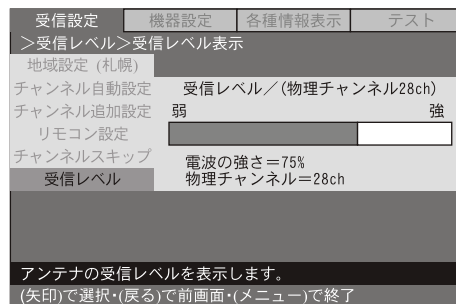 受信設定 機器設定 各種情報表示 テスト
＞受信レベル＞受信レベル表示
地域設定 (札幌)
チャンネル自動設定
チャンネル追加設定
リモコン設定
チャンネルスキップ
受信レベル
受信レベル／(物理チャンネル28ch)
弱 強
電波の強さ＝75%
物理チャンネル＝28ch
アンテナの受信レベルを表示します。
(矢印)で選択・(戻る)で前画面・(メニュー)で終了